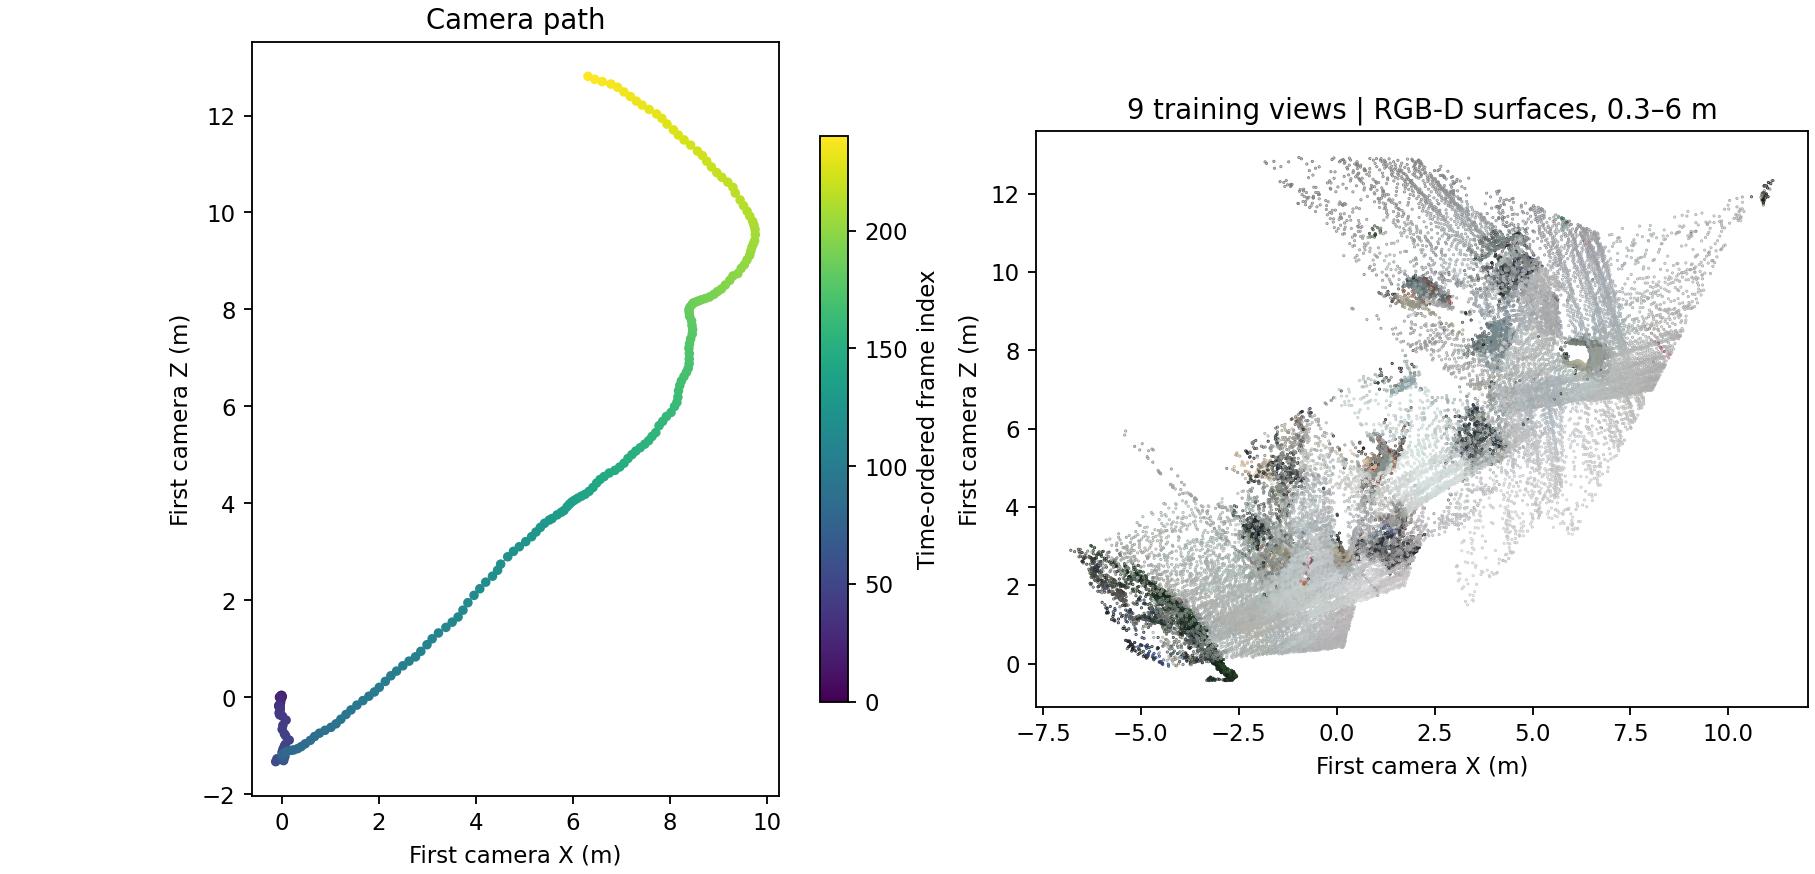 Camera path
12
10
8
6
4
2
0
−2
First camera Z (m)
0 2 4 6 8 10
First camera X (m)
200
150
100
50
0
Time-ordered frame index
9 training views | RGB-D surfaces, 0.3–6 m
12
10
8
6
4
2
0
First camera Z (m)
−7.5 −5.0 −2.5 0.0 2.5 5.0 7.5 10.0
First camera X (m)